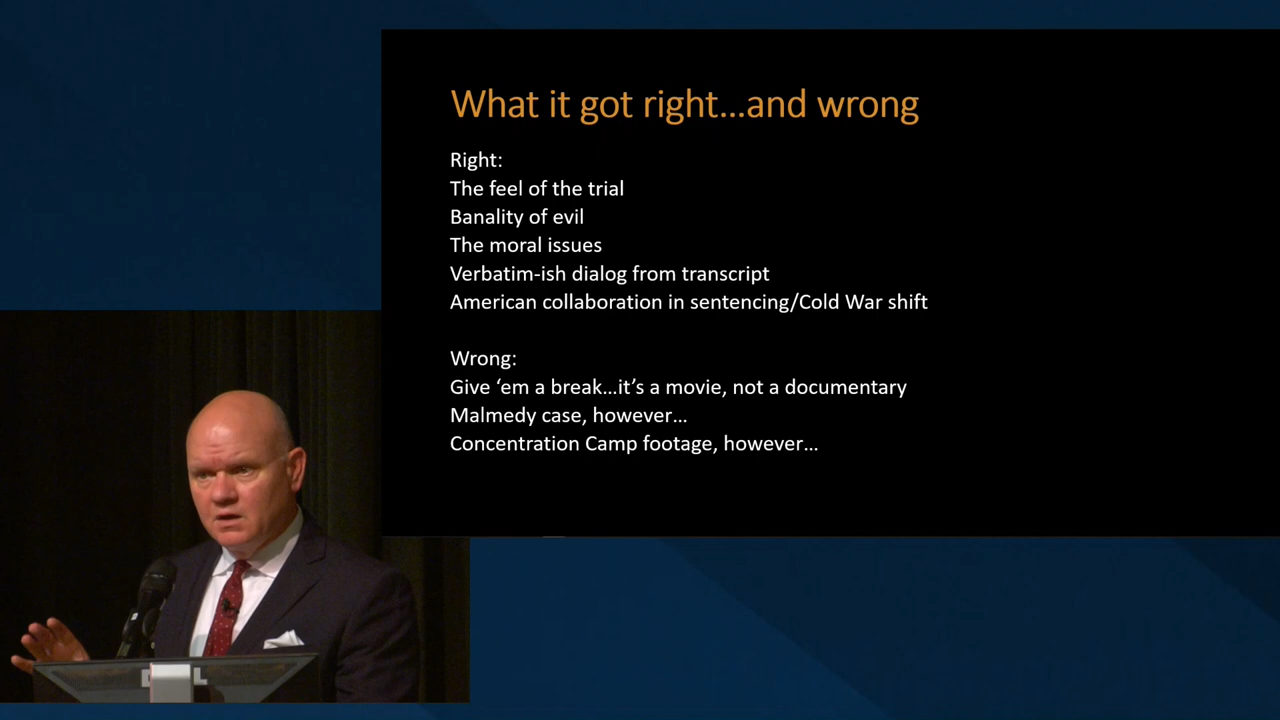 What it got right...and wrong
Right:
The feel of the trial
Banality of evil
The moral issues
Verbatim-ish dialog from transcript
American collaboration in sentencing/Cold War shift
Wrong:
Give ‘em a break...it’s a movie, not a documentary
Malmedy case, however...
Concentration Camp footage, however...